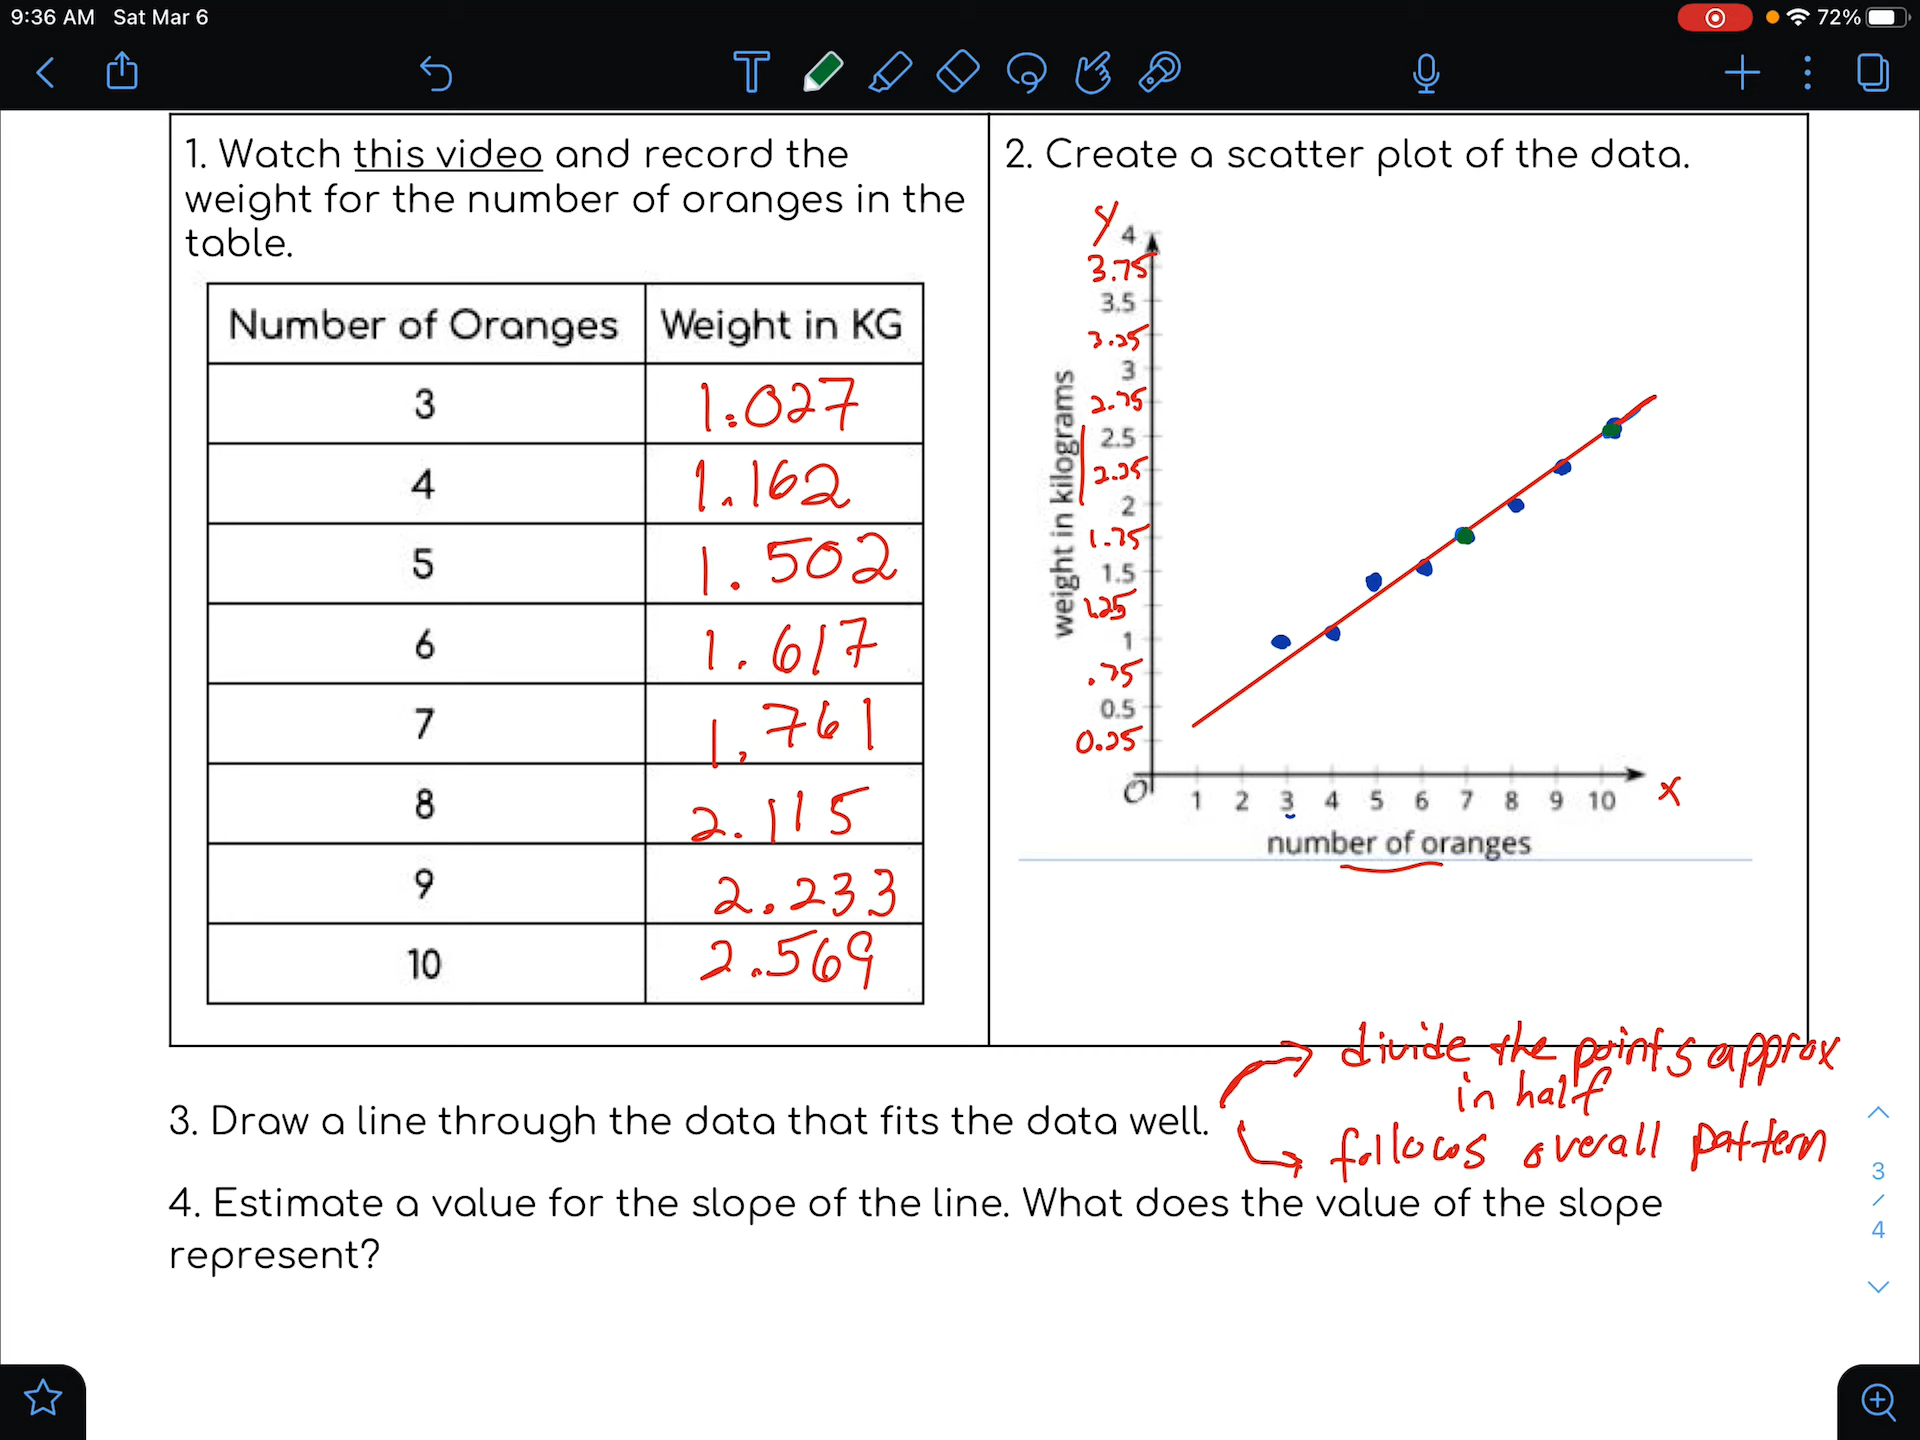 9:36 AM Sat Mar 6
72%
1. Watch this video and record the
weight for the number of oranges in the
table.
Number of Oranges Weight in KG
3 1.027
4 1.162
5 1.502
6 1.617
7 1.761
8 2.115
9 2.233
10 2.569
2. Create a scatter plot of the data.
y
4
3.75
3.5
3.25
3
2.75
2.5
2.25
2
1.75
1.5
1.25
1
.75
0.5
0.25
0
weight in kilograms
1 2 3 4 5 6 7 8 9 10 x
number of oranges
divide the points approx
in half
3. Draw a line through the data that fits the data well.
follows overall pattern
4. Estimate a value for the slope of the line. What does the value of the slope
represent?
3
/
4